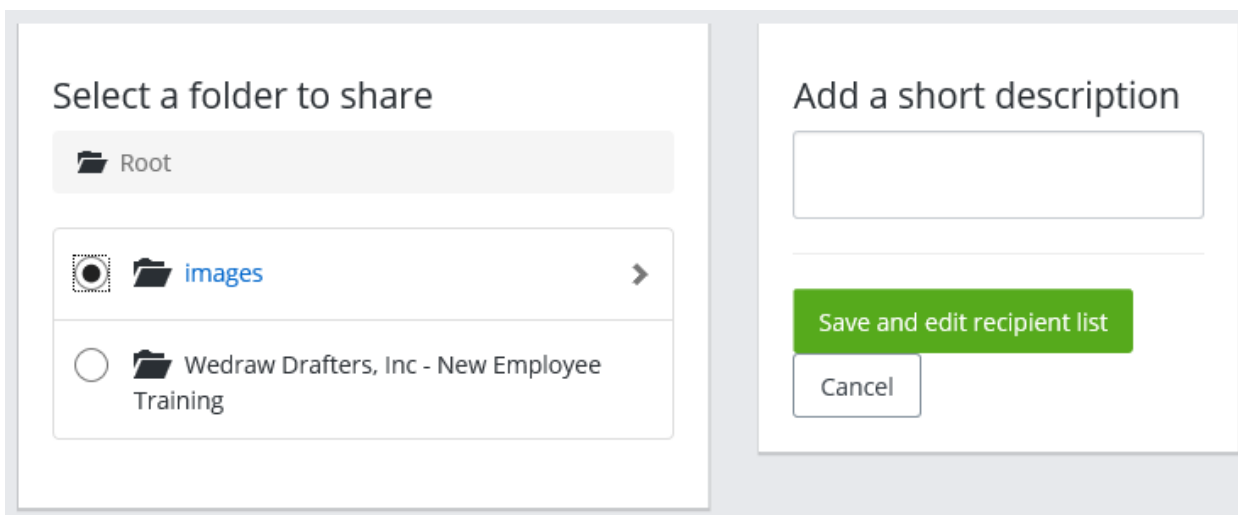 Select a folder to share
Root
images
Wedraw Drafters, Inc - New Employee
Training
Add a short description
Save and edit recipient list
Cancel